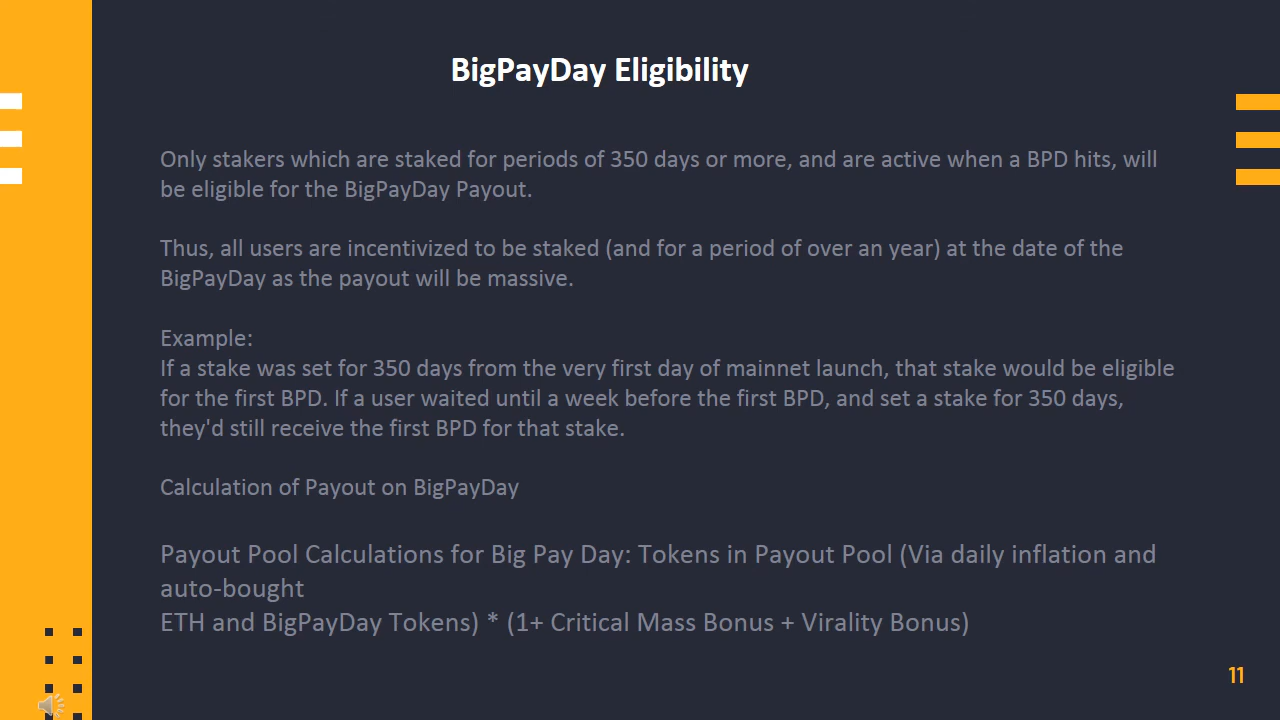 BigPayDay Eligibility
Only stakers which are staked for periods of 350 days or more, and are active when a BPD hits, will
be eligible for the BigPayDay Payout.
Thus, all users are incentivized to be staked (and for a period of over an year) at the date of the
BigPayDay as the payout will be massive.
Example:
If a stake was set for 350 days from the very first day of mainnet launch, that stake would be eligible
for the first BPD. If a user waited until a week before the first BPD, and set a stake for 350 days,
they'd still receive the first BPD for that stake.
Calculation of Payout on BigPayDay
Payout Pool Calculations for Big Pay Day: Tokens in Payout Pool (Via daily inflation and
auto-bought
ETH and BigPayDay Tokens) * (1+ Critical Mass Bonus + Virality Bonus)
11